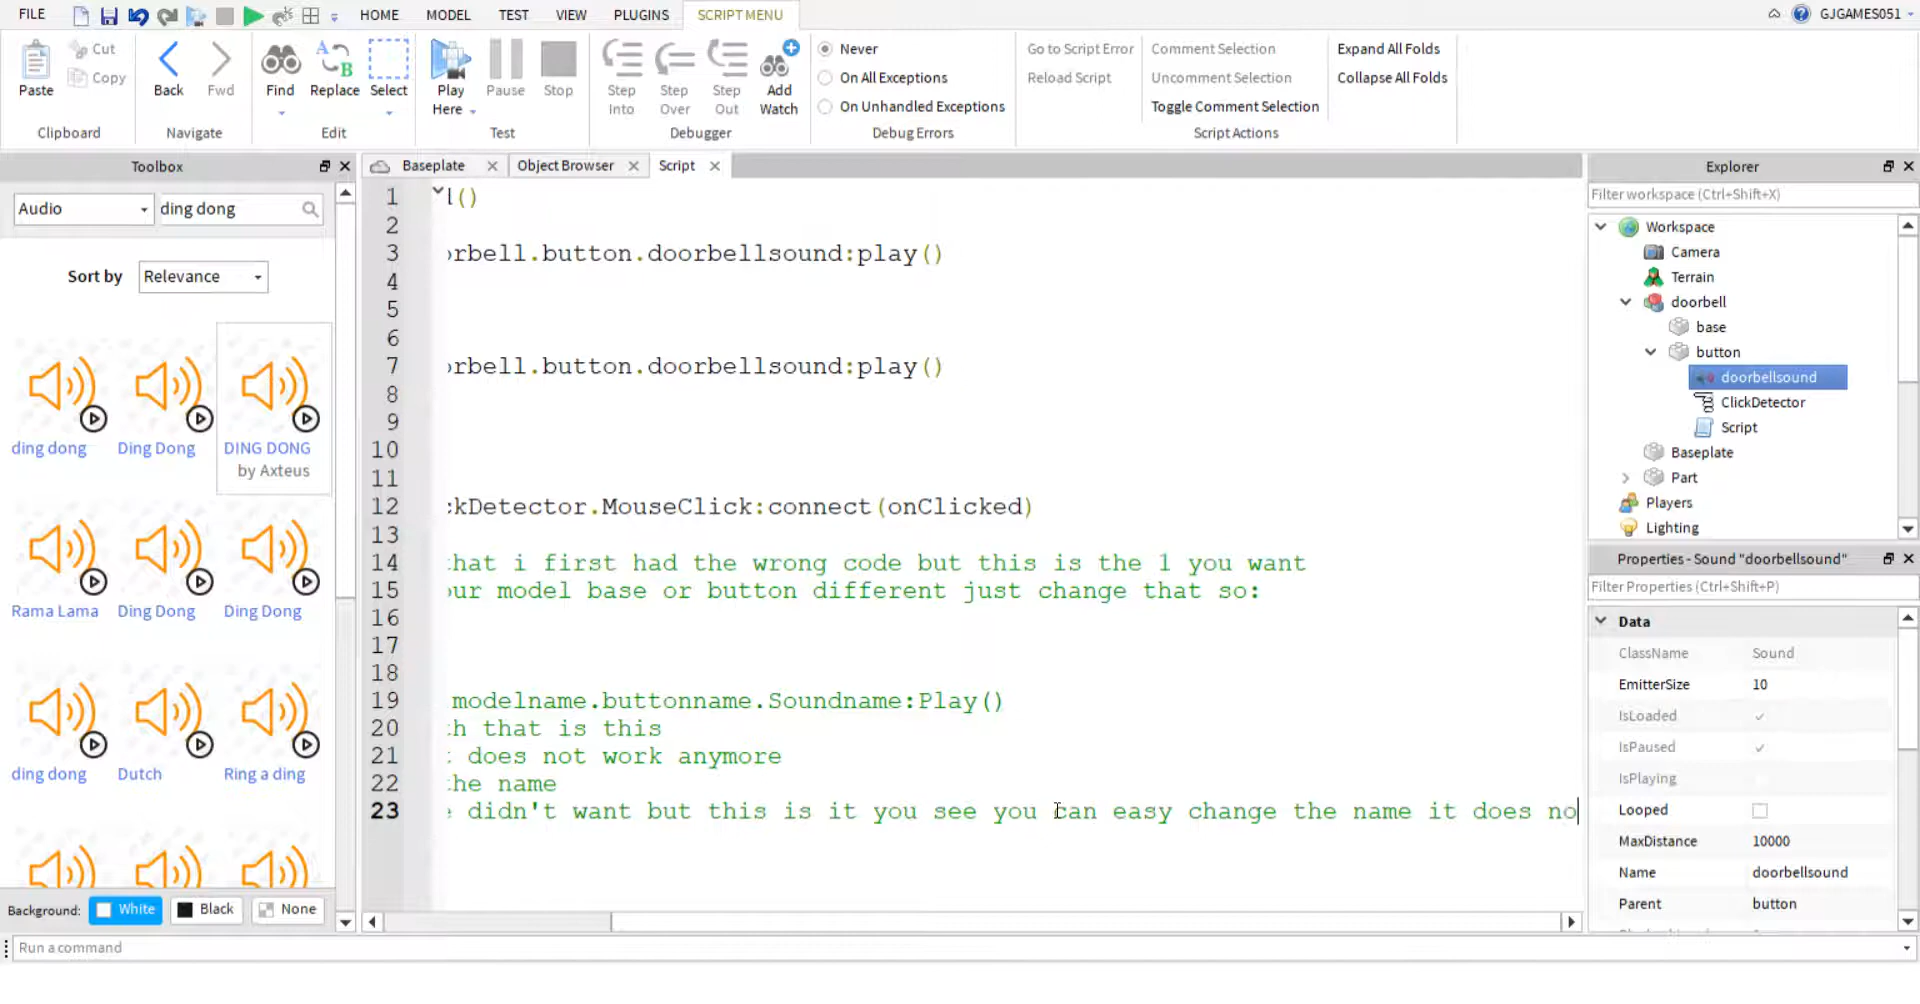 FILE
HOME
MODEL
TEST
VIEW
PLUGINS
SCRIPT MENU
GJGAMES051
Paste
Cut
Copy
Clipboard
Back
Fwd
Navigate
Find
Replace
Select
Edit
Play
Here
Pause
Stop
Test
Step
Into
Step
Over
Step
Out
Add
Watch
Debugger
Never
On All Exceptions
On Unhandled Exceptions
Debug Errors
Go to Script Error
Reload Script
Comment Selection
Uncomment Selection
Toggle Comment Selection
Script Actions
Expand All Folds
Collapse All Folds
Toolbox
Audio
ding dong
Sort by
Relevance
ding dong
Ding Dong
DING DONG
by Axteus
Rama Lama
Ding Dong
Ding Dong
ding dong
Dutch
Ring a ding
Background:
White
Black
None
Baseplate
Object Browser
Script
1 l()
2
3 orbell.button.doorbellsound:play()
4
5
6
7 orbell.button.doorbellsound:play()
8
9
10
11
12 ckDetector.MouseClick:connect(onClicked)
13
14 hat i first had the wrong code but this is the 1 you want
15 our model base or button different just change that so:
16
17
18
19 modelname.buttonname.Soundname:Play()
20 h that is this
21 t does not work anymore
22 he name
23 e didn't want but this is it you see you can easy change the name it does no
Explorer
Filter workspace (Ctrl+Shift+X)
Workspace
Camera
Terrain
doorbell
base
button
doorbellsound
ClickDetector
Script
Baseplate
Part
Players
Lighting
Properties - Sound "doorbellsound"
Filter Properties (Ctrl+Shift+P)
Data
ClassName Sound
EmitterSize 10
IsLoaded
IsPaused
IsPlaying
Looped
MaxDistance 10000
Name doorbellsound
Parent button
Run a command